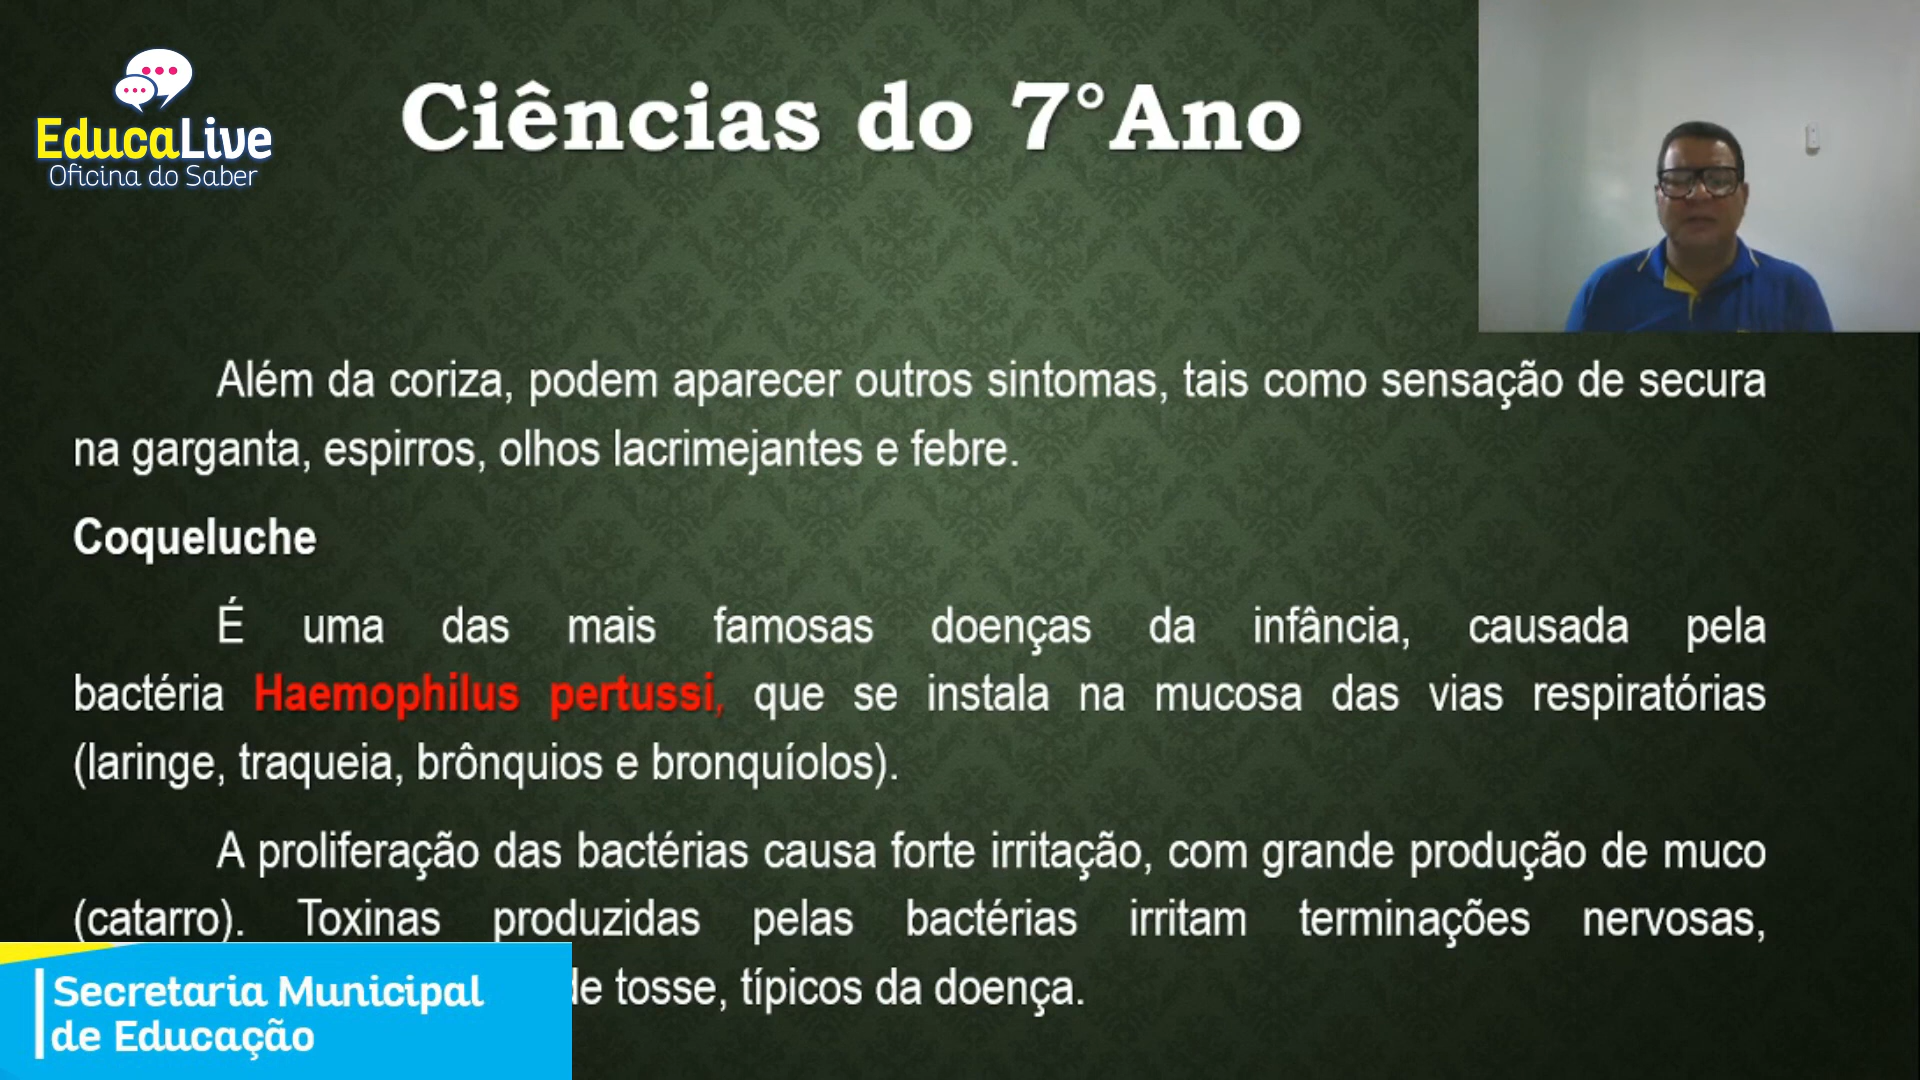 EducaLive
Oficina do Saber
Ciências do 7°Ano
Além da coriza, podem aparecer outros sintomas, tais como sensação de secura
na garganta, espirros, olhos lacrimejantes e febre.
Coqueluche
É uma das mais famosas doenças da infância, causada pela
bactéria Haemophilus pertussi, que se instala na mucosa das vias respiratórias
(laringe, traqueia, brônquios e bronquíolos).
A proliferação das bactérias causa forte irritação, com grande produção de muco
(catarro). Toxinas produzidas pelas bactérias irritam terminações nervosas,
de tosse, típicos da doença.
Secretaria Municipal
de Educação